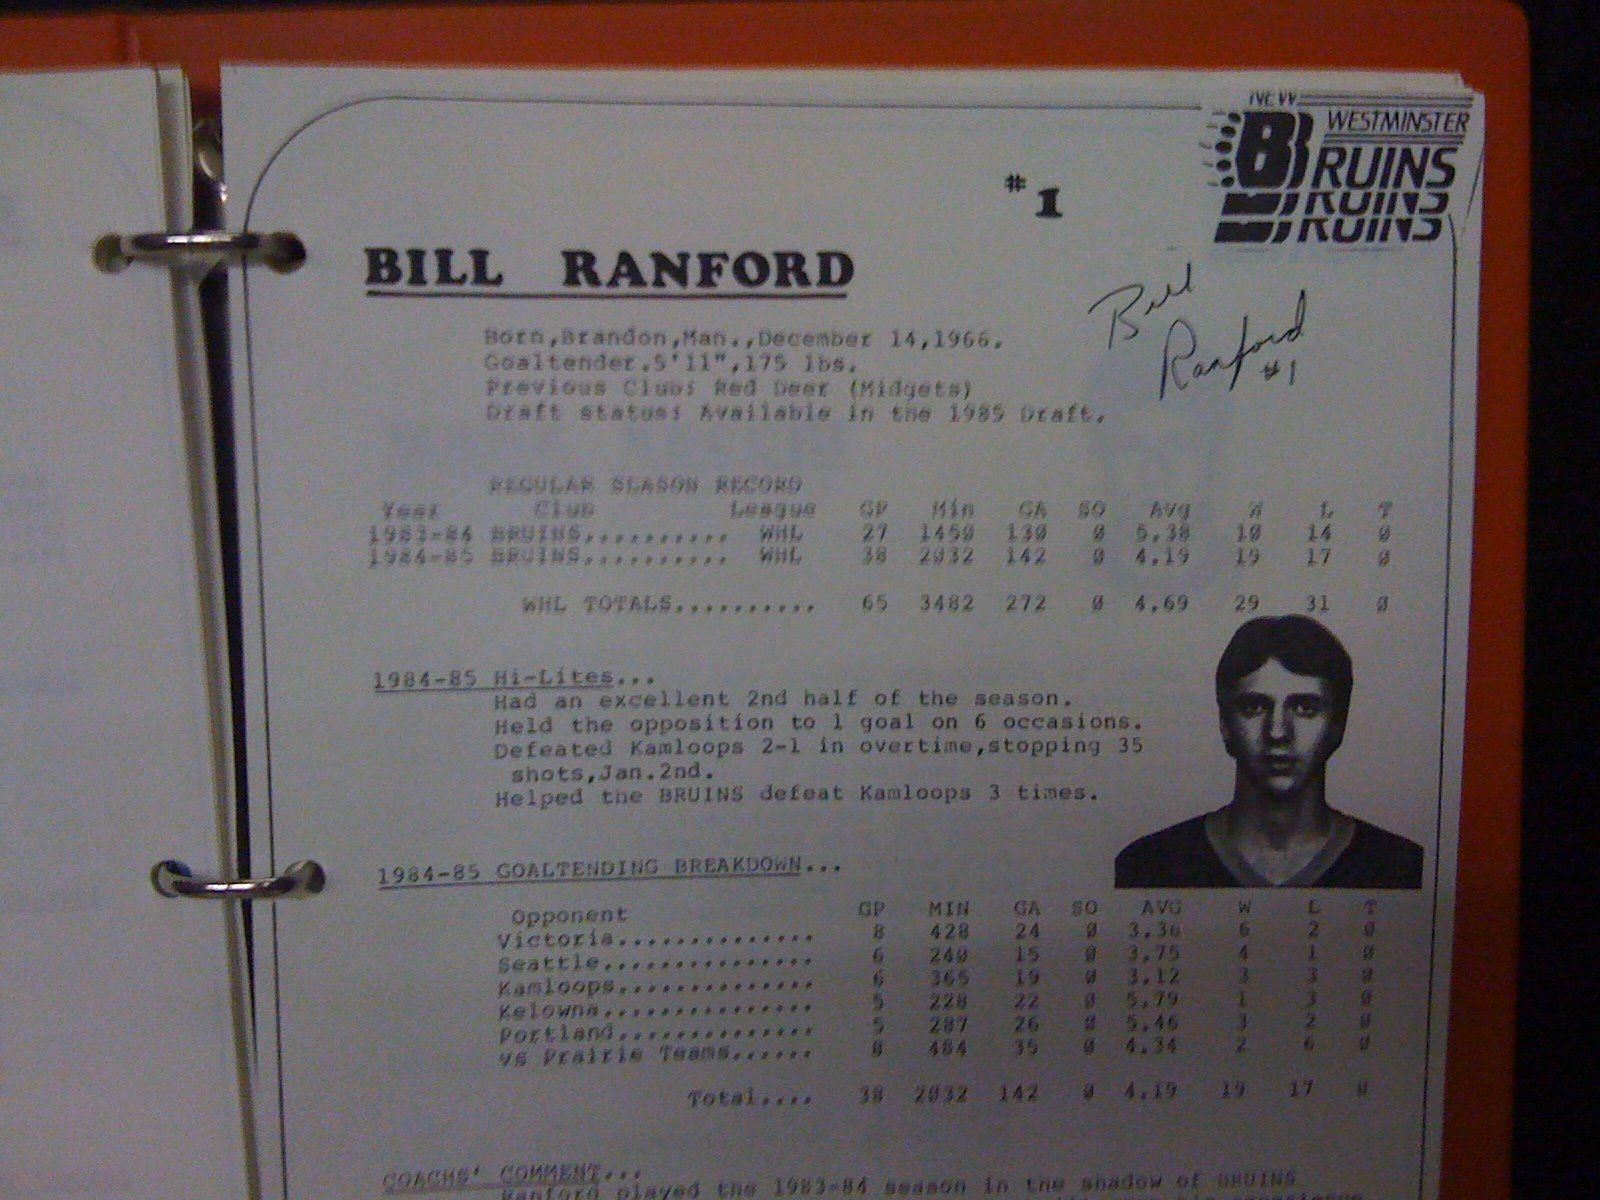 NEW
WESTMINSTER
BRUINS
RUINS
RUINS
#1
BILL RANFORD
Bill
Ranford
#1
Born,Brandon,Man.,December 14,1966.
Goaltender.5'11",175 lbs.
Previous Club: Red Deer (Midgets)
Draft status: Available in the 1985 Draft.
REGULAR SEASON RECORD
Year Club League GP Min GA SO Avg W L T
1983-84 BRUINS.......... WHL 27 1450 130 0 5.38 10 14 0
1984-85 BRUINS.......... WHL 38 2032 142 0 4.19 19 17 0
WHL TOTALS.......... 65 3482 272 0 4.69 29 31 0
1984-85 Hi-Lites...
Had an excellent 2nd half of the season.
Held the opposition to 1 goal on 6 occasions.
Defeated Kamloops 2-1 in overtime,stopping 35
shots,Jan.2nd.
Helped the BRUINS defeat Kamloops 3 times.
1984-85 GOALTENDING BREAKDOWN...
Opponent GP MIN GA SO AVG W L T
Victoria.............. 8 428 24 0 3.36 6 2 0
Seattle............... 6 240 15 0 3.75 4 1 0
Kamloops.............. 6 365 19 0 3.12 3 3 0
Kelowna............... 5 228 22 0 5.79 1 3 0
Portland.............. 5 287 26 0 5.46 3 2 0
vs Prairie Teams...... 8 484 35 0 4.34 2 6 0
Total.... 38 2032 142 0 4.19 19 17 0
COACHS' COMMENT...
Ranford played the 1983-84 season in the shadow of BRUINS